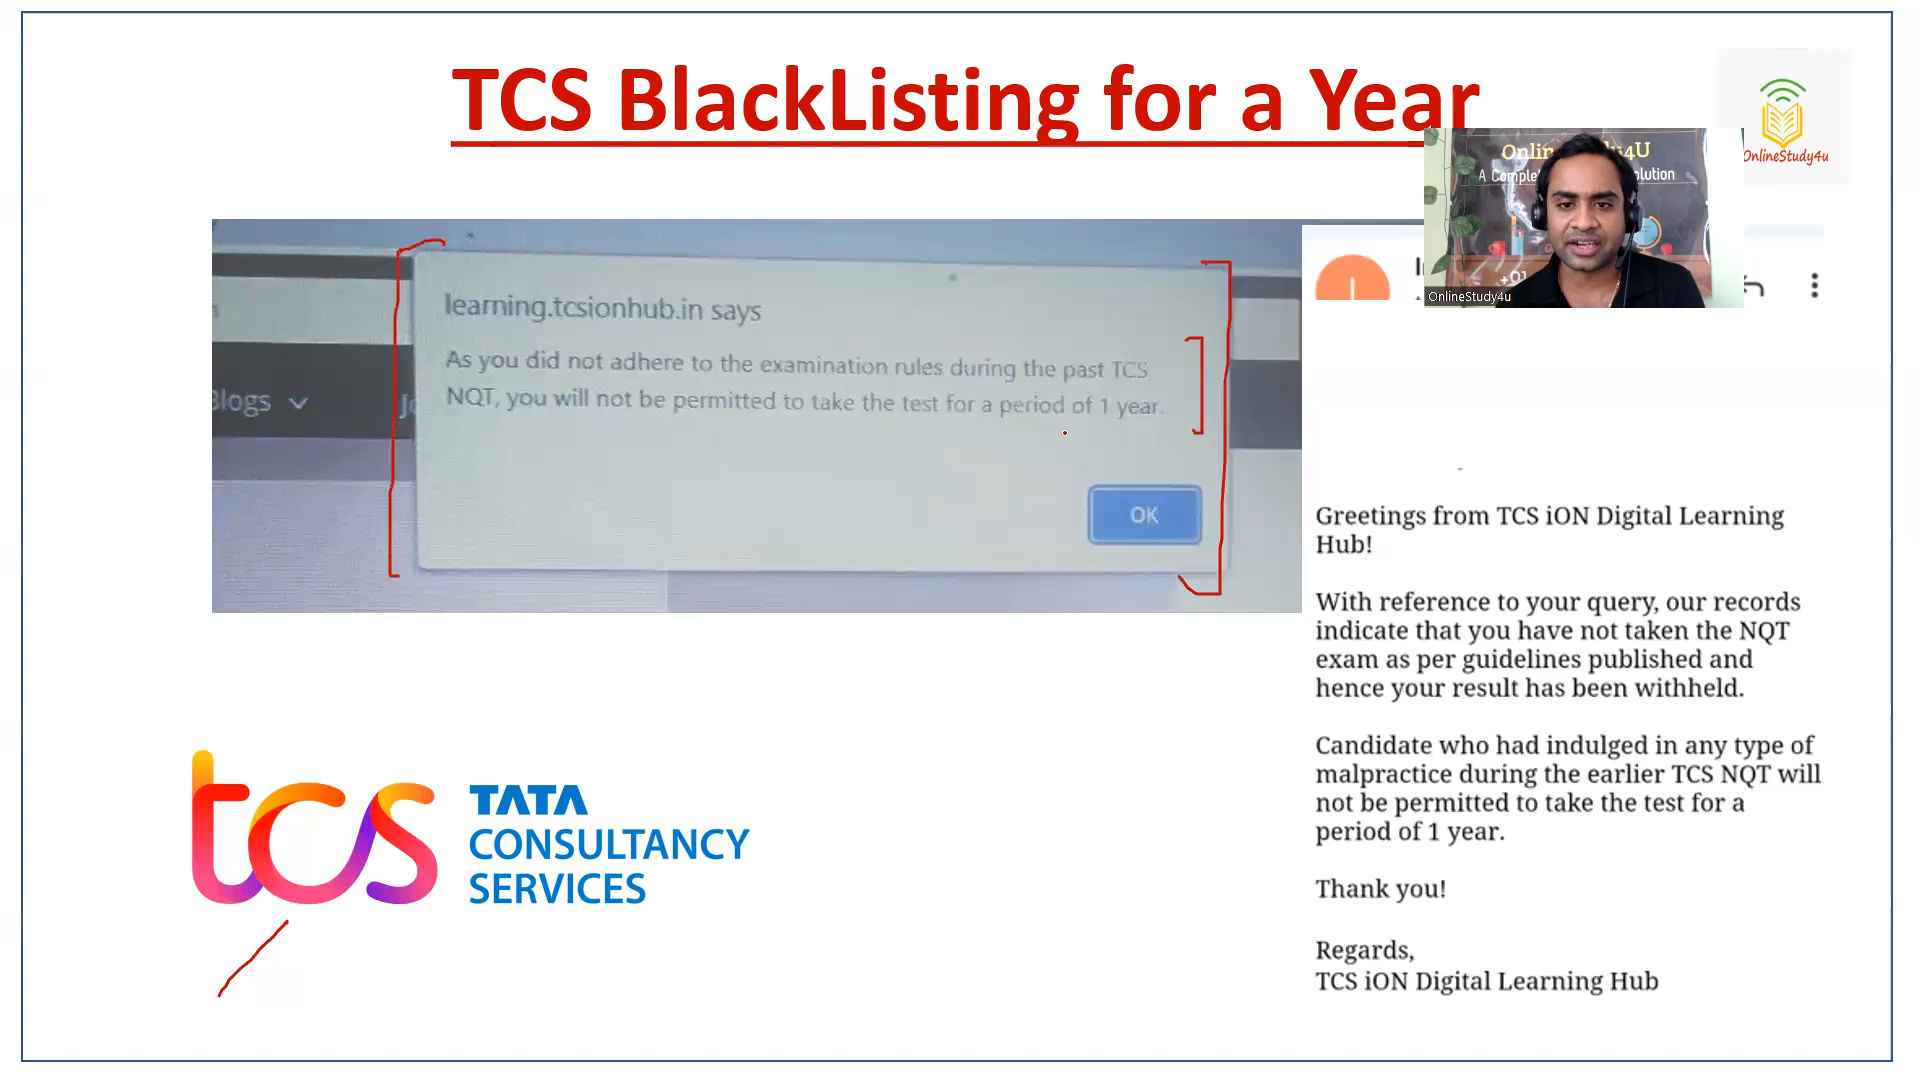 TCS BlackListing for a Year
OnlineStudy4u
A Comple
olution
OnlineStudy4u
learning.tcsionhub.in says
As you did not adhere to the examination rules during the past TCS
NQT, you will not be permitted to take the test for a period of 1 year.
Blogs
OK
Greetings from TCS iON Digital Learning
Hub!
With reference to your query, our records
indicate that you have not taken the NQT
exam as per guidelines published and
hence your result has been withheld.
Candidate who had indulged in any type of
malpractice during the earlier TCS NQT will
not be permitted to take the test for a
period of 1 year.
Thank you!
Regards,
TCS iON Digital Learning Hub
tcs
TATA
CONSULTANCY
SERVICES